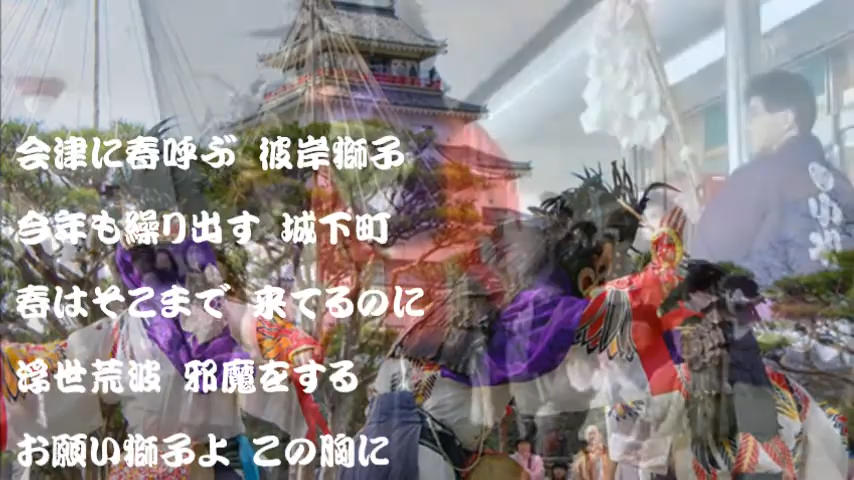 会津に春呼ぶ 彼岸獅子
今年も繰り出す 城下町
春はそこまで 来てるのに
浮世荒波 邪魔をする
お願い獅子よ この胸に